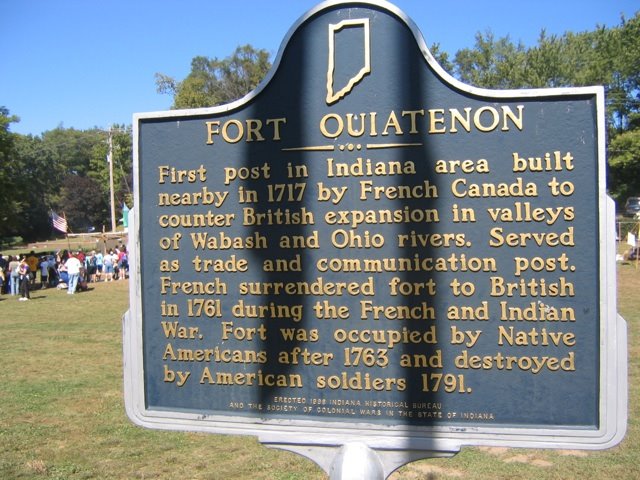 FORT OUIATENON
First post in Indiana area built
nearby in 1717 by French Canada to
counter British expansion in valleys
of Wabash and Ohio rivers. Served
as trade and communication post.
French surrendered fort to British
in 1761 during the French and Indian
War. Fort was occupied by Native
Americans after 1763 and destroyed
by American soldiers 1791.
ERECTED 1996 INDIANA HISTORICAL BUREAU
AND THE SOCIETY OF COLONIAL WARS IN THE STATE OF INDIANA